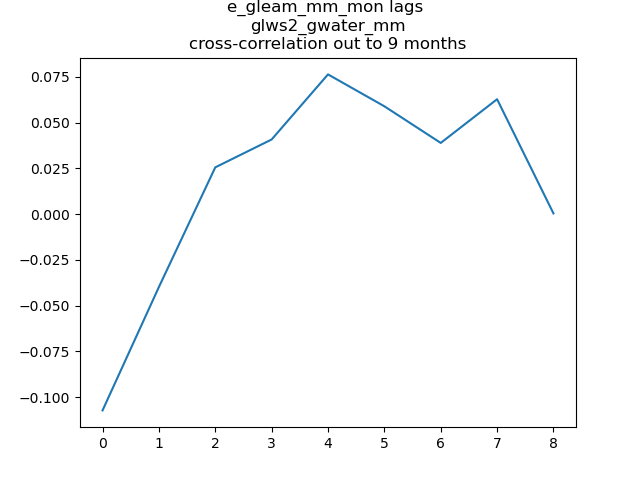 e_gleam_mm_mon lags
glws2_gwater_mm
cross-correlation out to 9 months
0.075
0.050
0.025
0.000
−0.025
−0.050
−0.075
−0.100
0 1 2 3 4 5 6 7 8